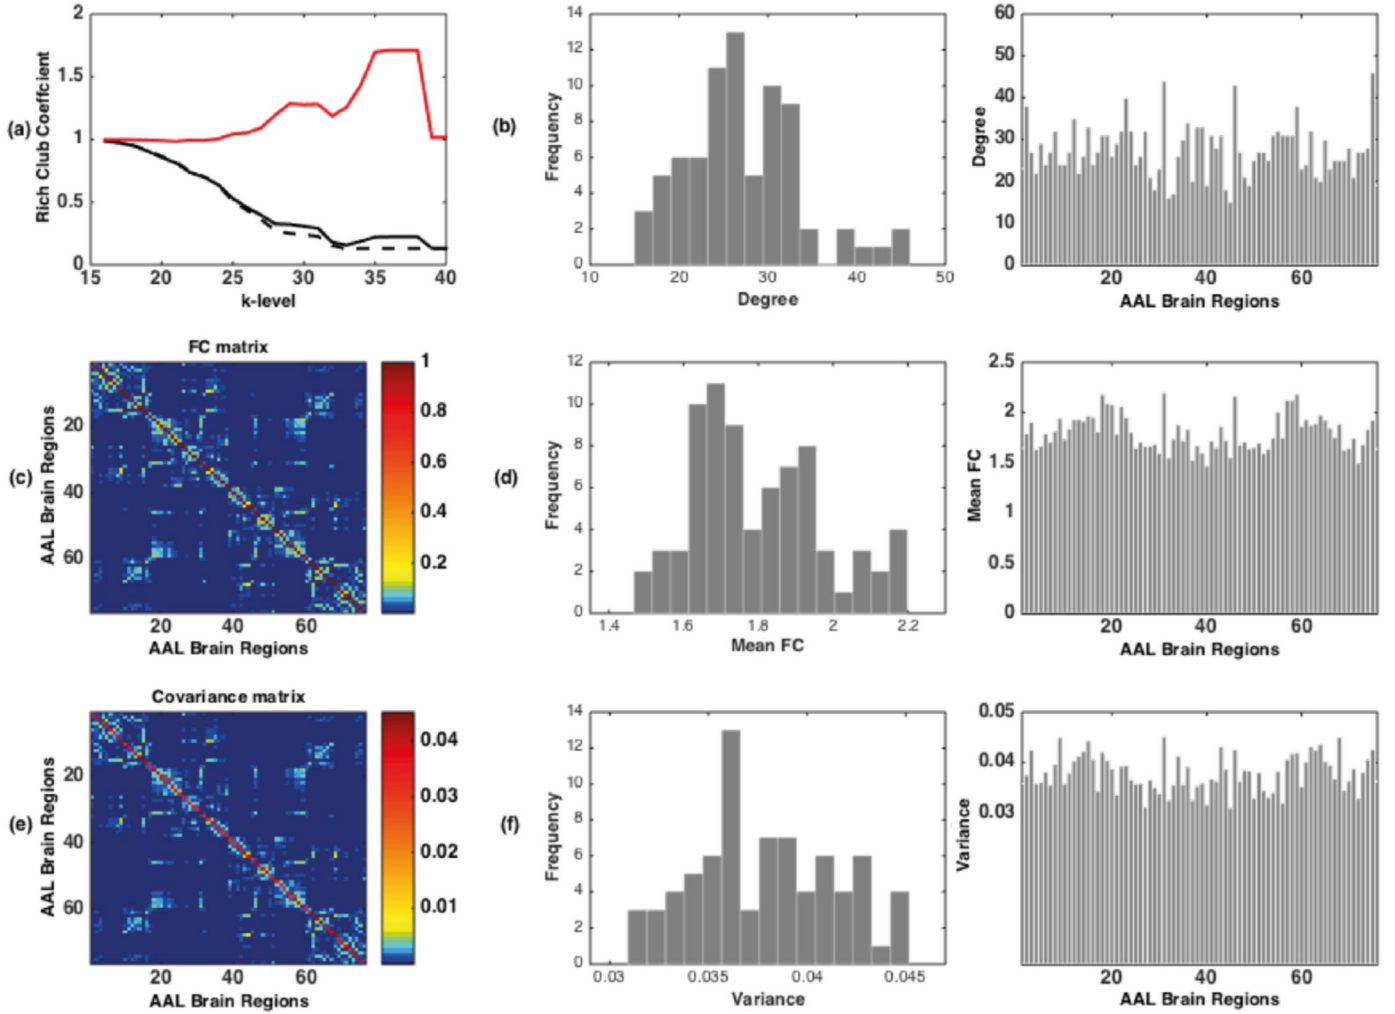 (a)
Rich Club Coefficient
2
1.5
1
0.5
0
15 20 25 30 35 40
k-level
(b)
Frequency
14
12
10
8
6
4
2
0
10 20 30 40 50
Degree
Degree
60
50
40
30
20
10
0
20 40 60
AAL Brain Regions
FC matrix
(c)
AAL Brain Regions
20
40
60
20 40 60
AAL Brain Regions
1
0.8
0.6
0.4
0.2
(d)
Frequency
12
10
8
6
4
2
0
1.4 1.6 1.8 2 2.2
Mean FC
Mean FC
2.5
2
1.5
1
0.5
0
20 40 60
AAL Brain Regions
Covariance matrix
(e)
AAL Brain Regions
20
40
60
20 40 60
AAL Brain Regions
0.04
0.03
0.02
0.01
(f)
Frequency
14
12
10
8
6
4
2
0
0.03 0.035 0.04 0.045
Variance
Variance
0.05
0.04
0.03
20 40 60
AAL Brain Regions